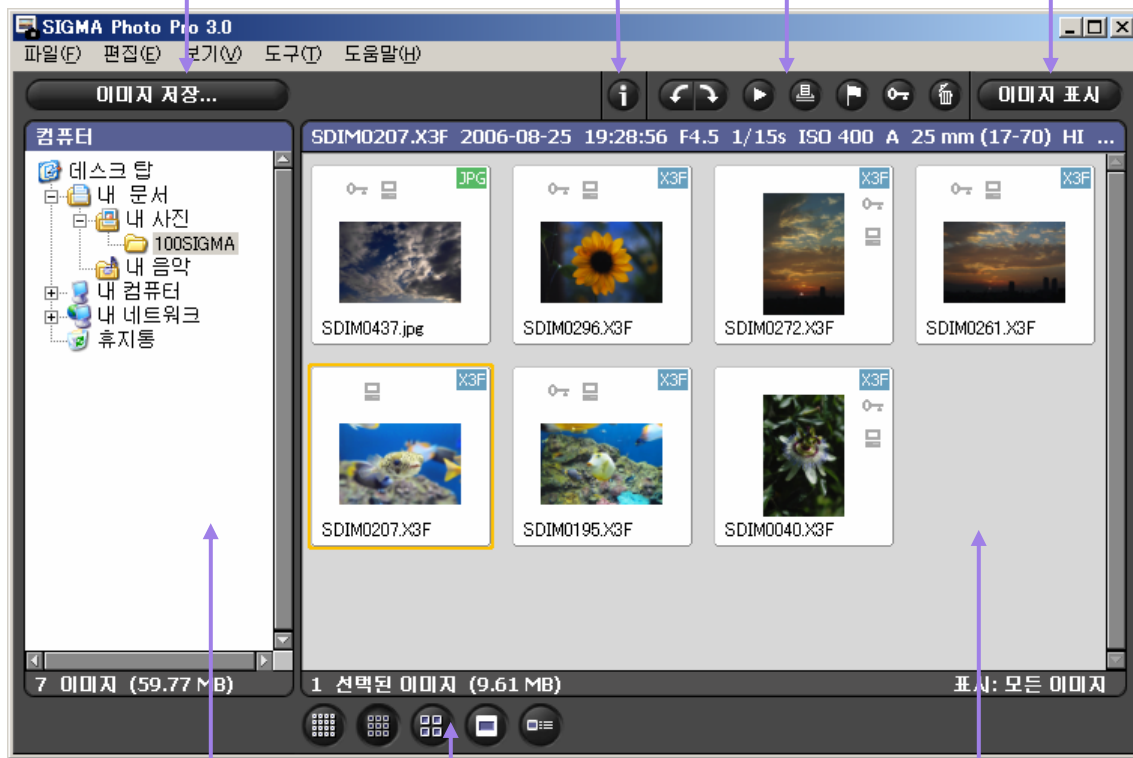 SIGMA Photo Pro 3.0
파일(F) 편집(E) 보기(V) 도구(T) 도움말(H)
이미지 저장...
이미지 표시
컴퓨터
데스크 탑
내 문서
내 사진
100SIGMA
내 음악
내 컴퓨터
내 네트워크
휴지통
7 이미지 (59.77 MB)
SDIM0207.X3F 2006-08-25 19:28:56 F4.5 1/15s ISO 400 A 25 mm (17-70) HI ...
JPG
X3F
X3F
X3F
SDIM0437.jpg
SDIM0296.X3F
SDIM0272.X3F
SDIM0261.X3F
X3F
X3F
X3F
SDIM0207.X3F
SDIM0195.X3F
SDIM0040.X3F
1 선택된 이미지 (9.61 MB)
표시: 모든 이미지